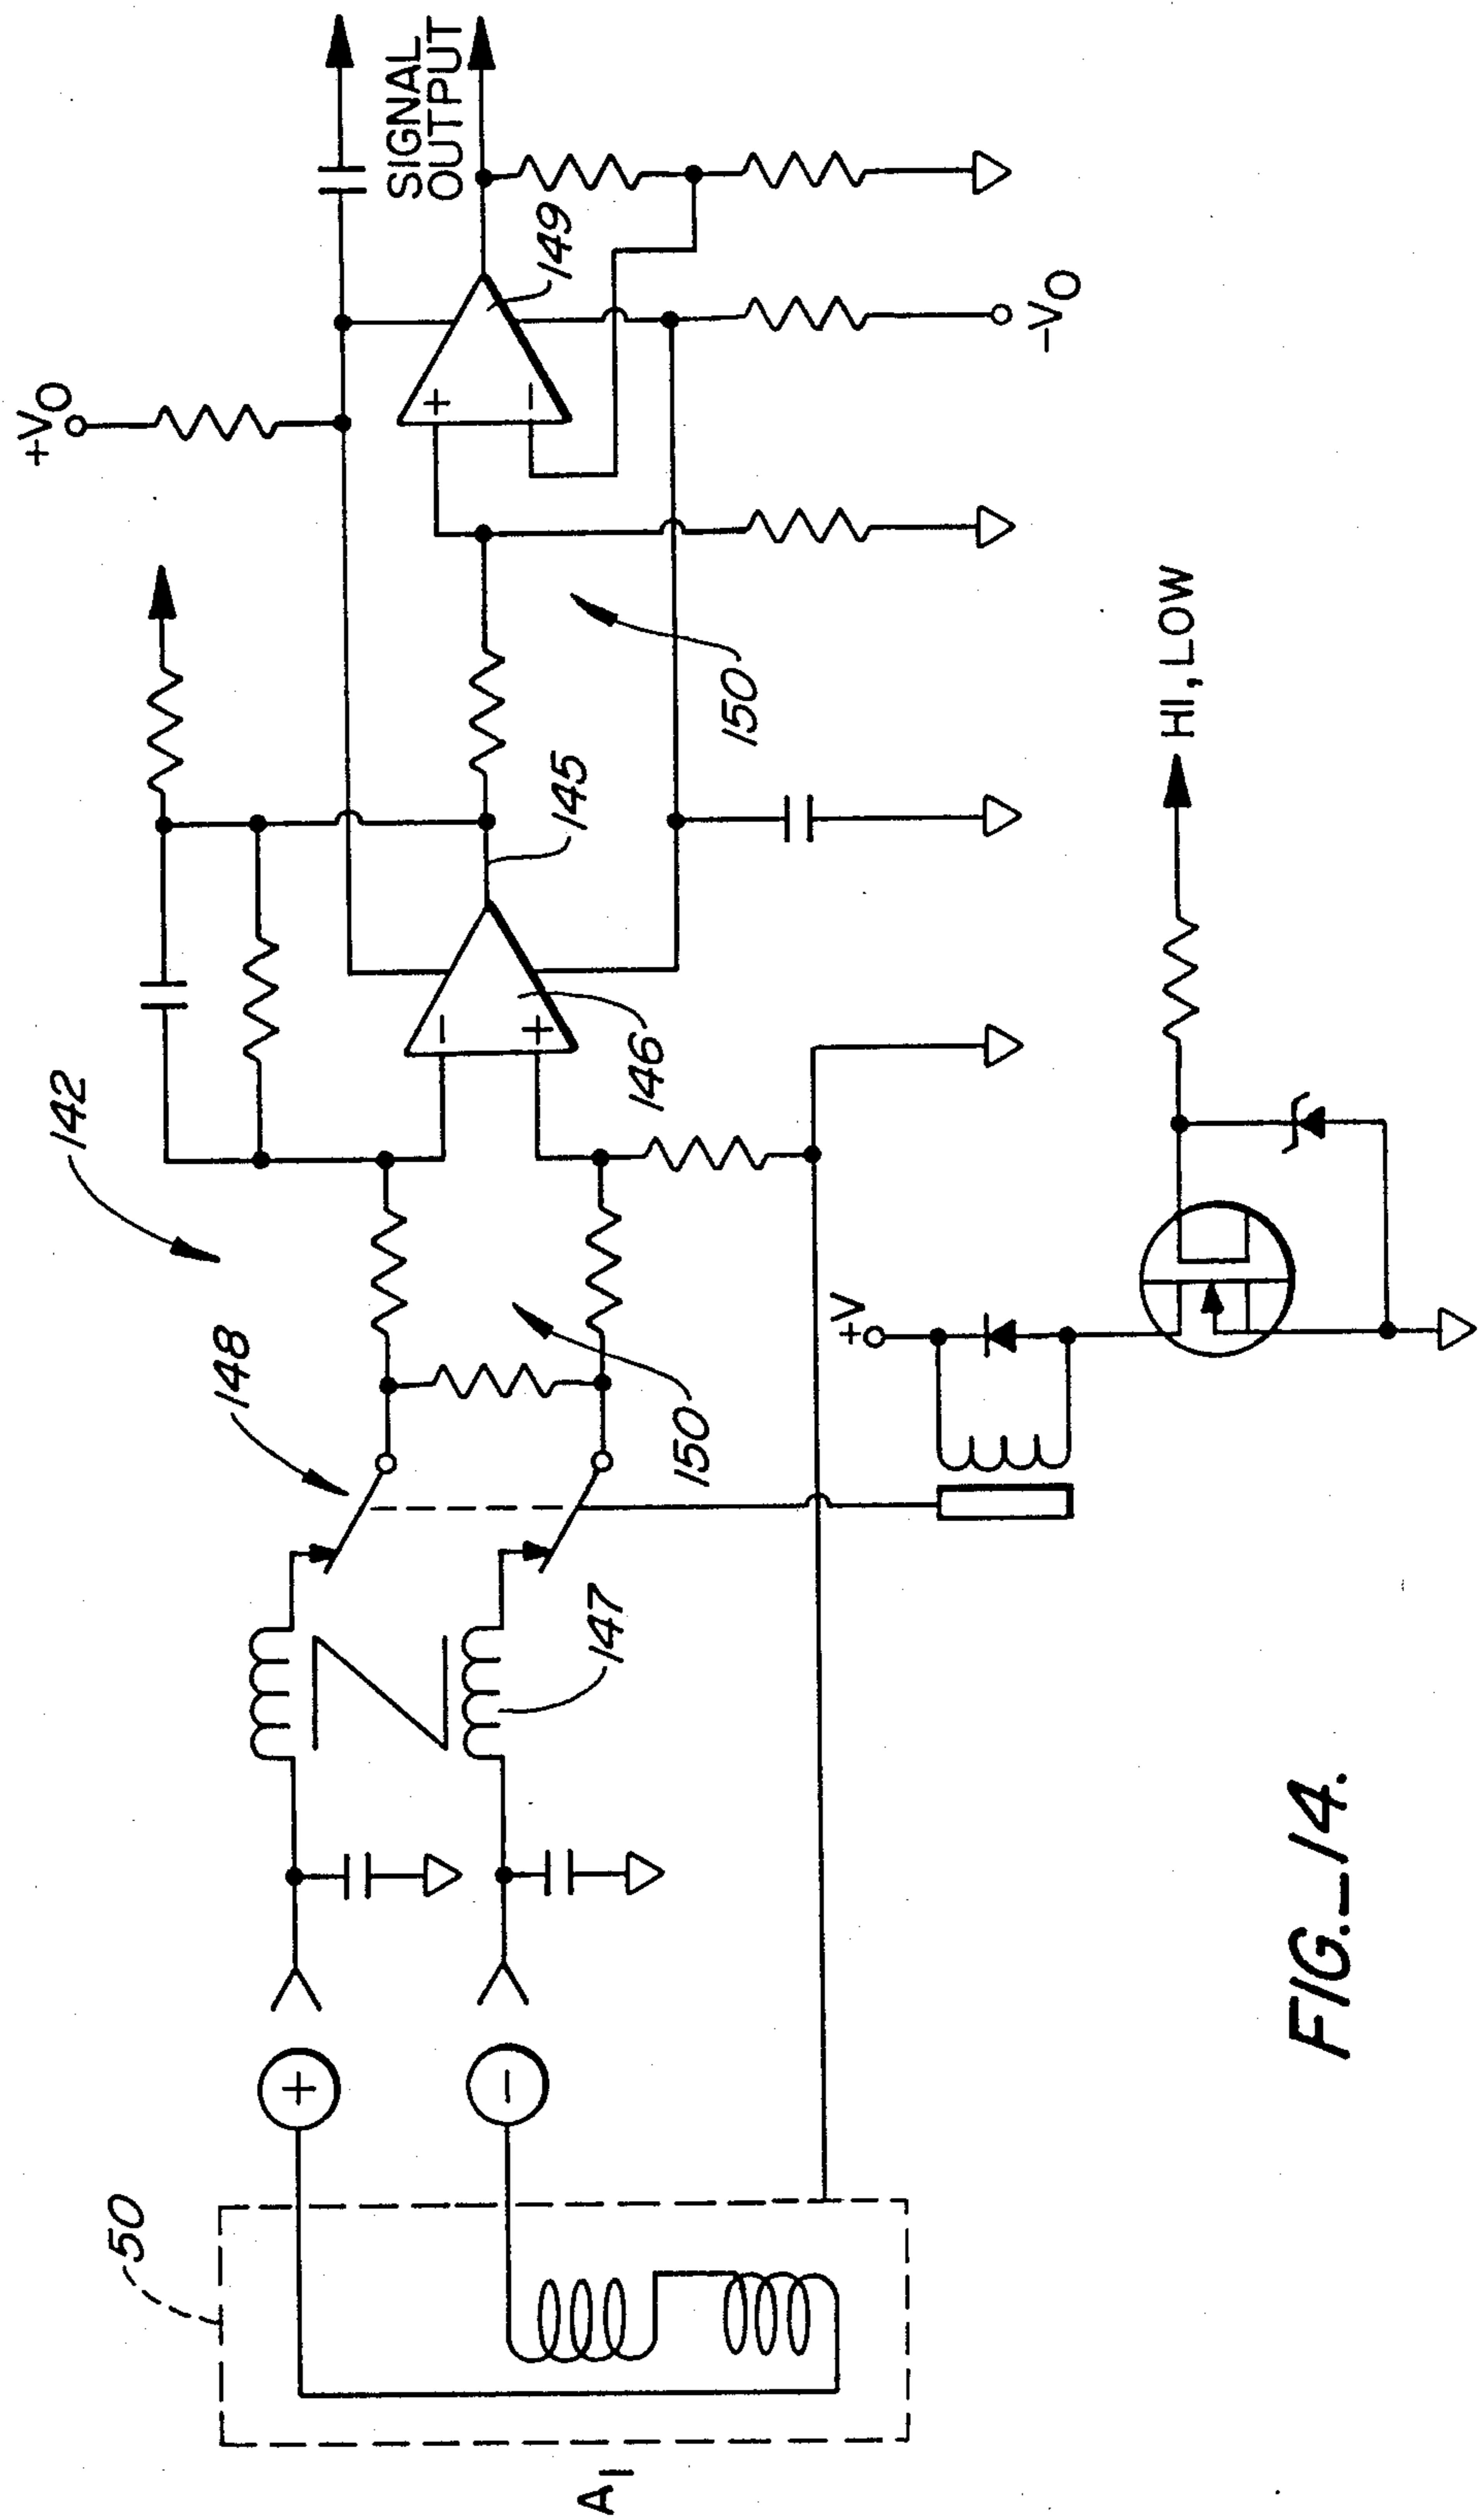 +VO
SIGNAL
OUTPUT
142
148
149
+
−
145
150
−
+
146
−VO
150
147
+V
HI, LOW
50
+
−
A1
FIG._14.